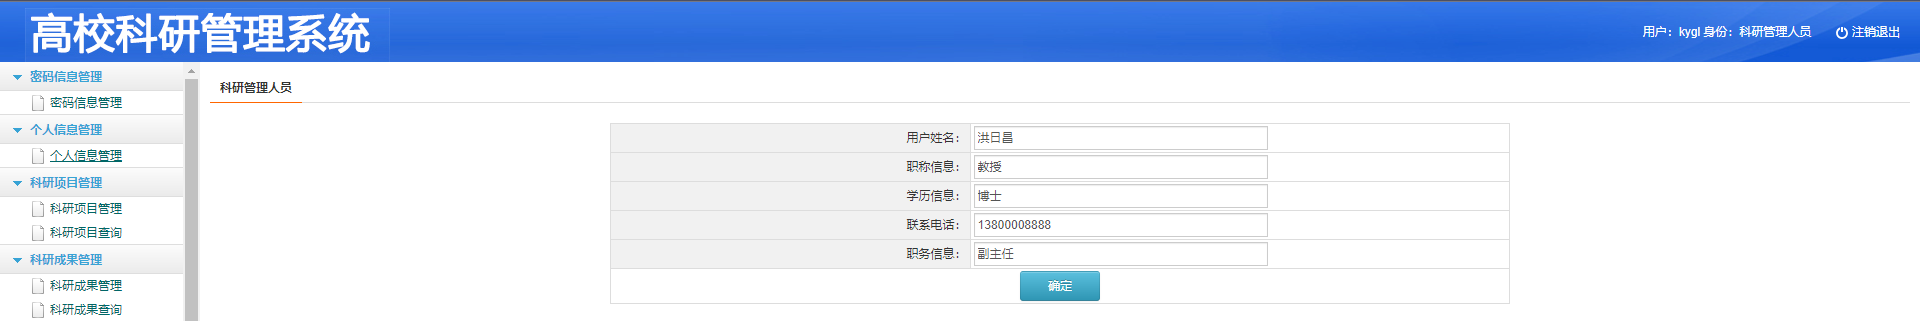 高校科研管理系统
用户：kygl 身份：科研管理人员
注销退出
密码信息管理
密码信息管理
个人信息管理
个人信息管理
科研项目管理
科研项目管理
科研项目查询
科研成果管理
科研成果管理
科研成果查询
科研管理人员
用户姓名： 洪日昌
职称信息： 教授
学历信息： 博士
联系电话： 13800008888
职务信息： 副主任
确定